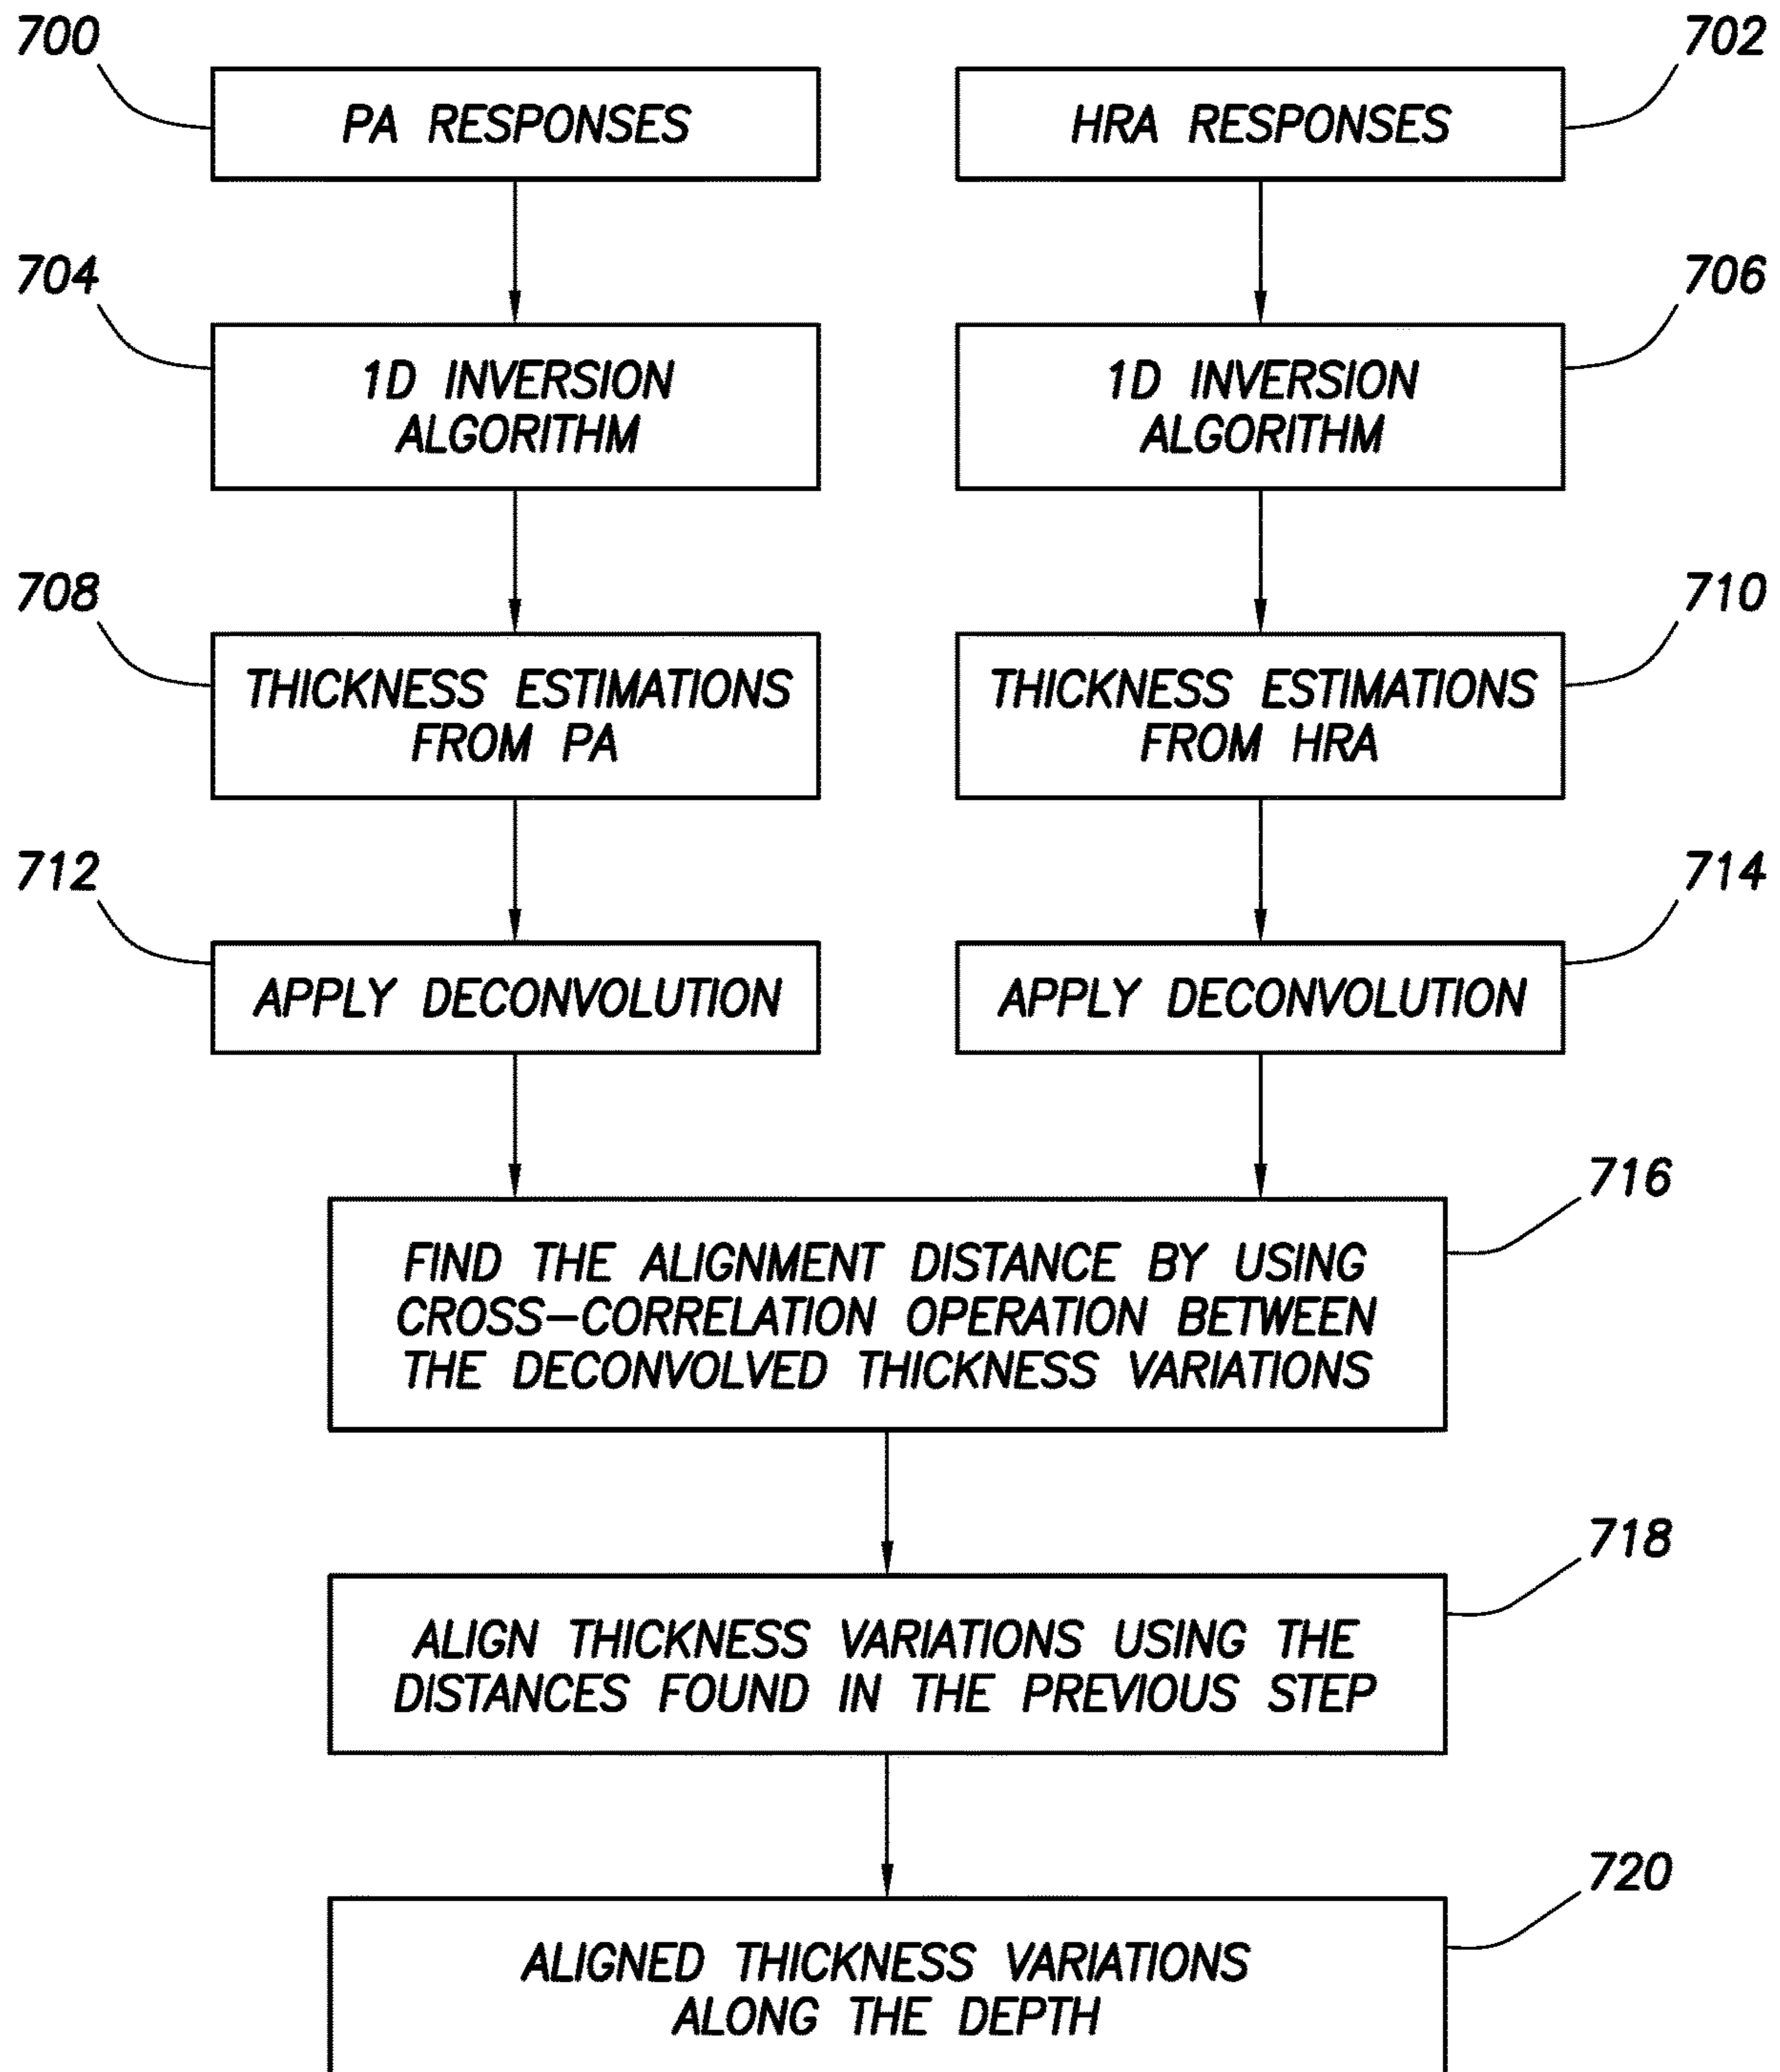 700
702
PA RESPONSES
HRA RESPONSES
704
706
1D INVERSION
ALGORITHM
1D INVERSION
ALGORITHM
708
710
THICKNESS ESTIMATIONS
FROM PA
THICKNESS ESTIMATIONS
FROM HRA
712
714
APPLY DECONVOLUTION
APPLY DECONVOLUTION
716
FIND THE ALIGNMENT DISTANCE BY USING
CROSS-CORRELATION OPERATION BETWEEN
THE DECONVOLVED THICKNESS VARIATIONS
718
ALIGN THICKNESS VARIATIONS USING THE
DISTANCES FOUND IN THE PREVIOUS STEP
720
ALIGNED THICKNESS VARIATIONS
ALONG THE DEPTH